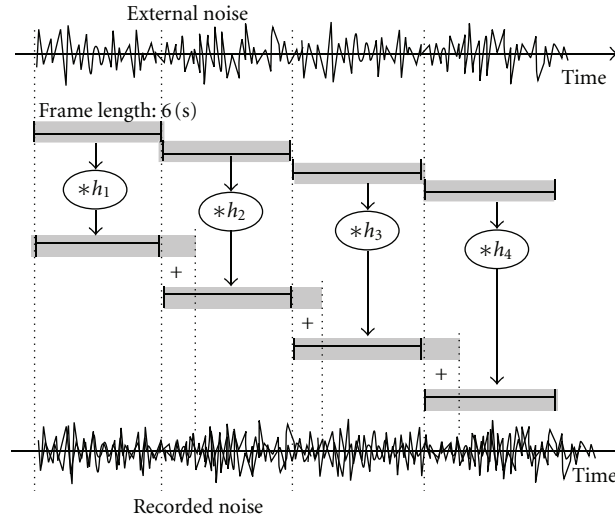 External noise
Time
Frame length: 6 (s)
∗h₁
∗h₂
∗h₃
∗h₄
+
+
+
Time
Recorded noise